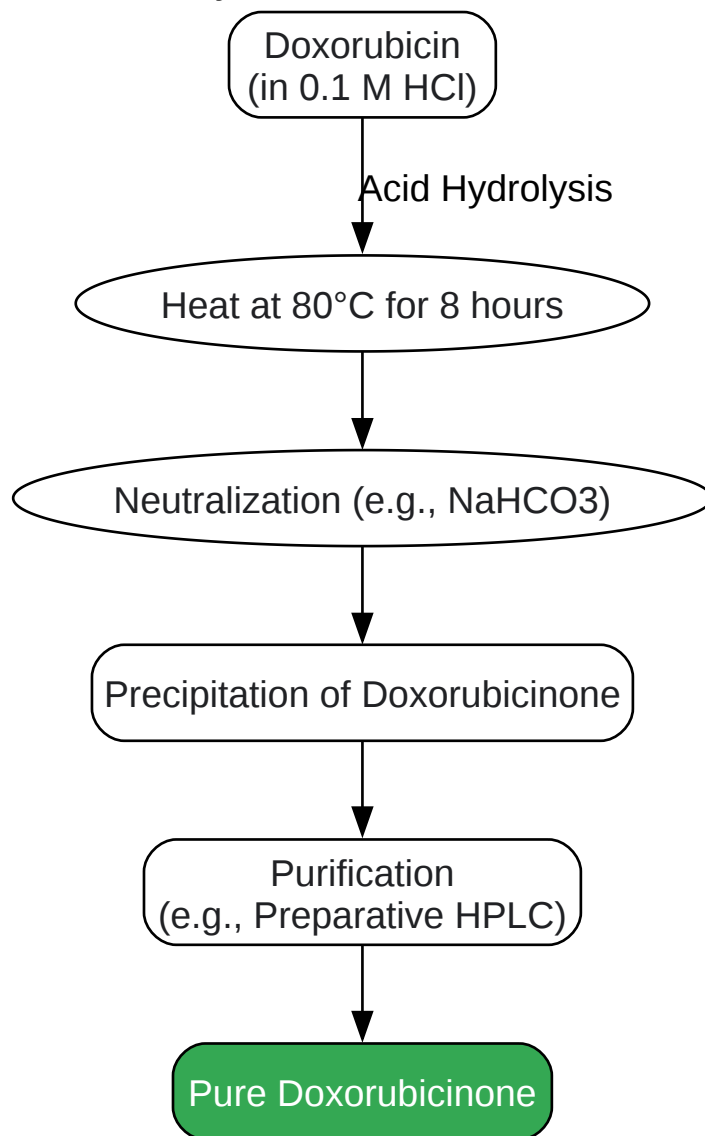 Doxorubicin
(in 0.1 M HCl)
Acid Hydrolysis
Heat at 80°C for 8 hours
Neutralization (e.g., NaHCO3)
Precipitation of Doxorubicinone
Purification
(e.g., Preparative HPLC)
Pure Doxorubicinone